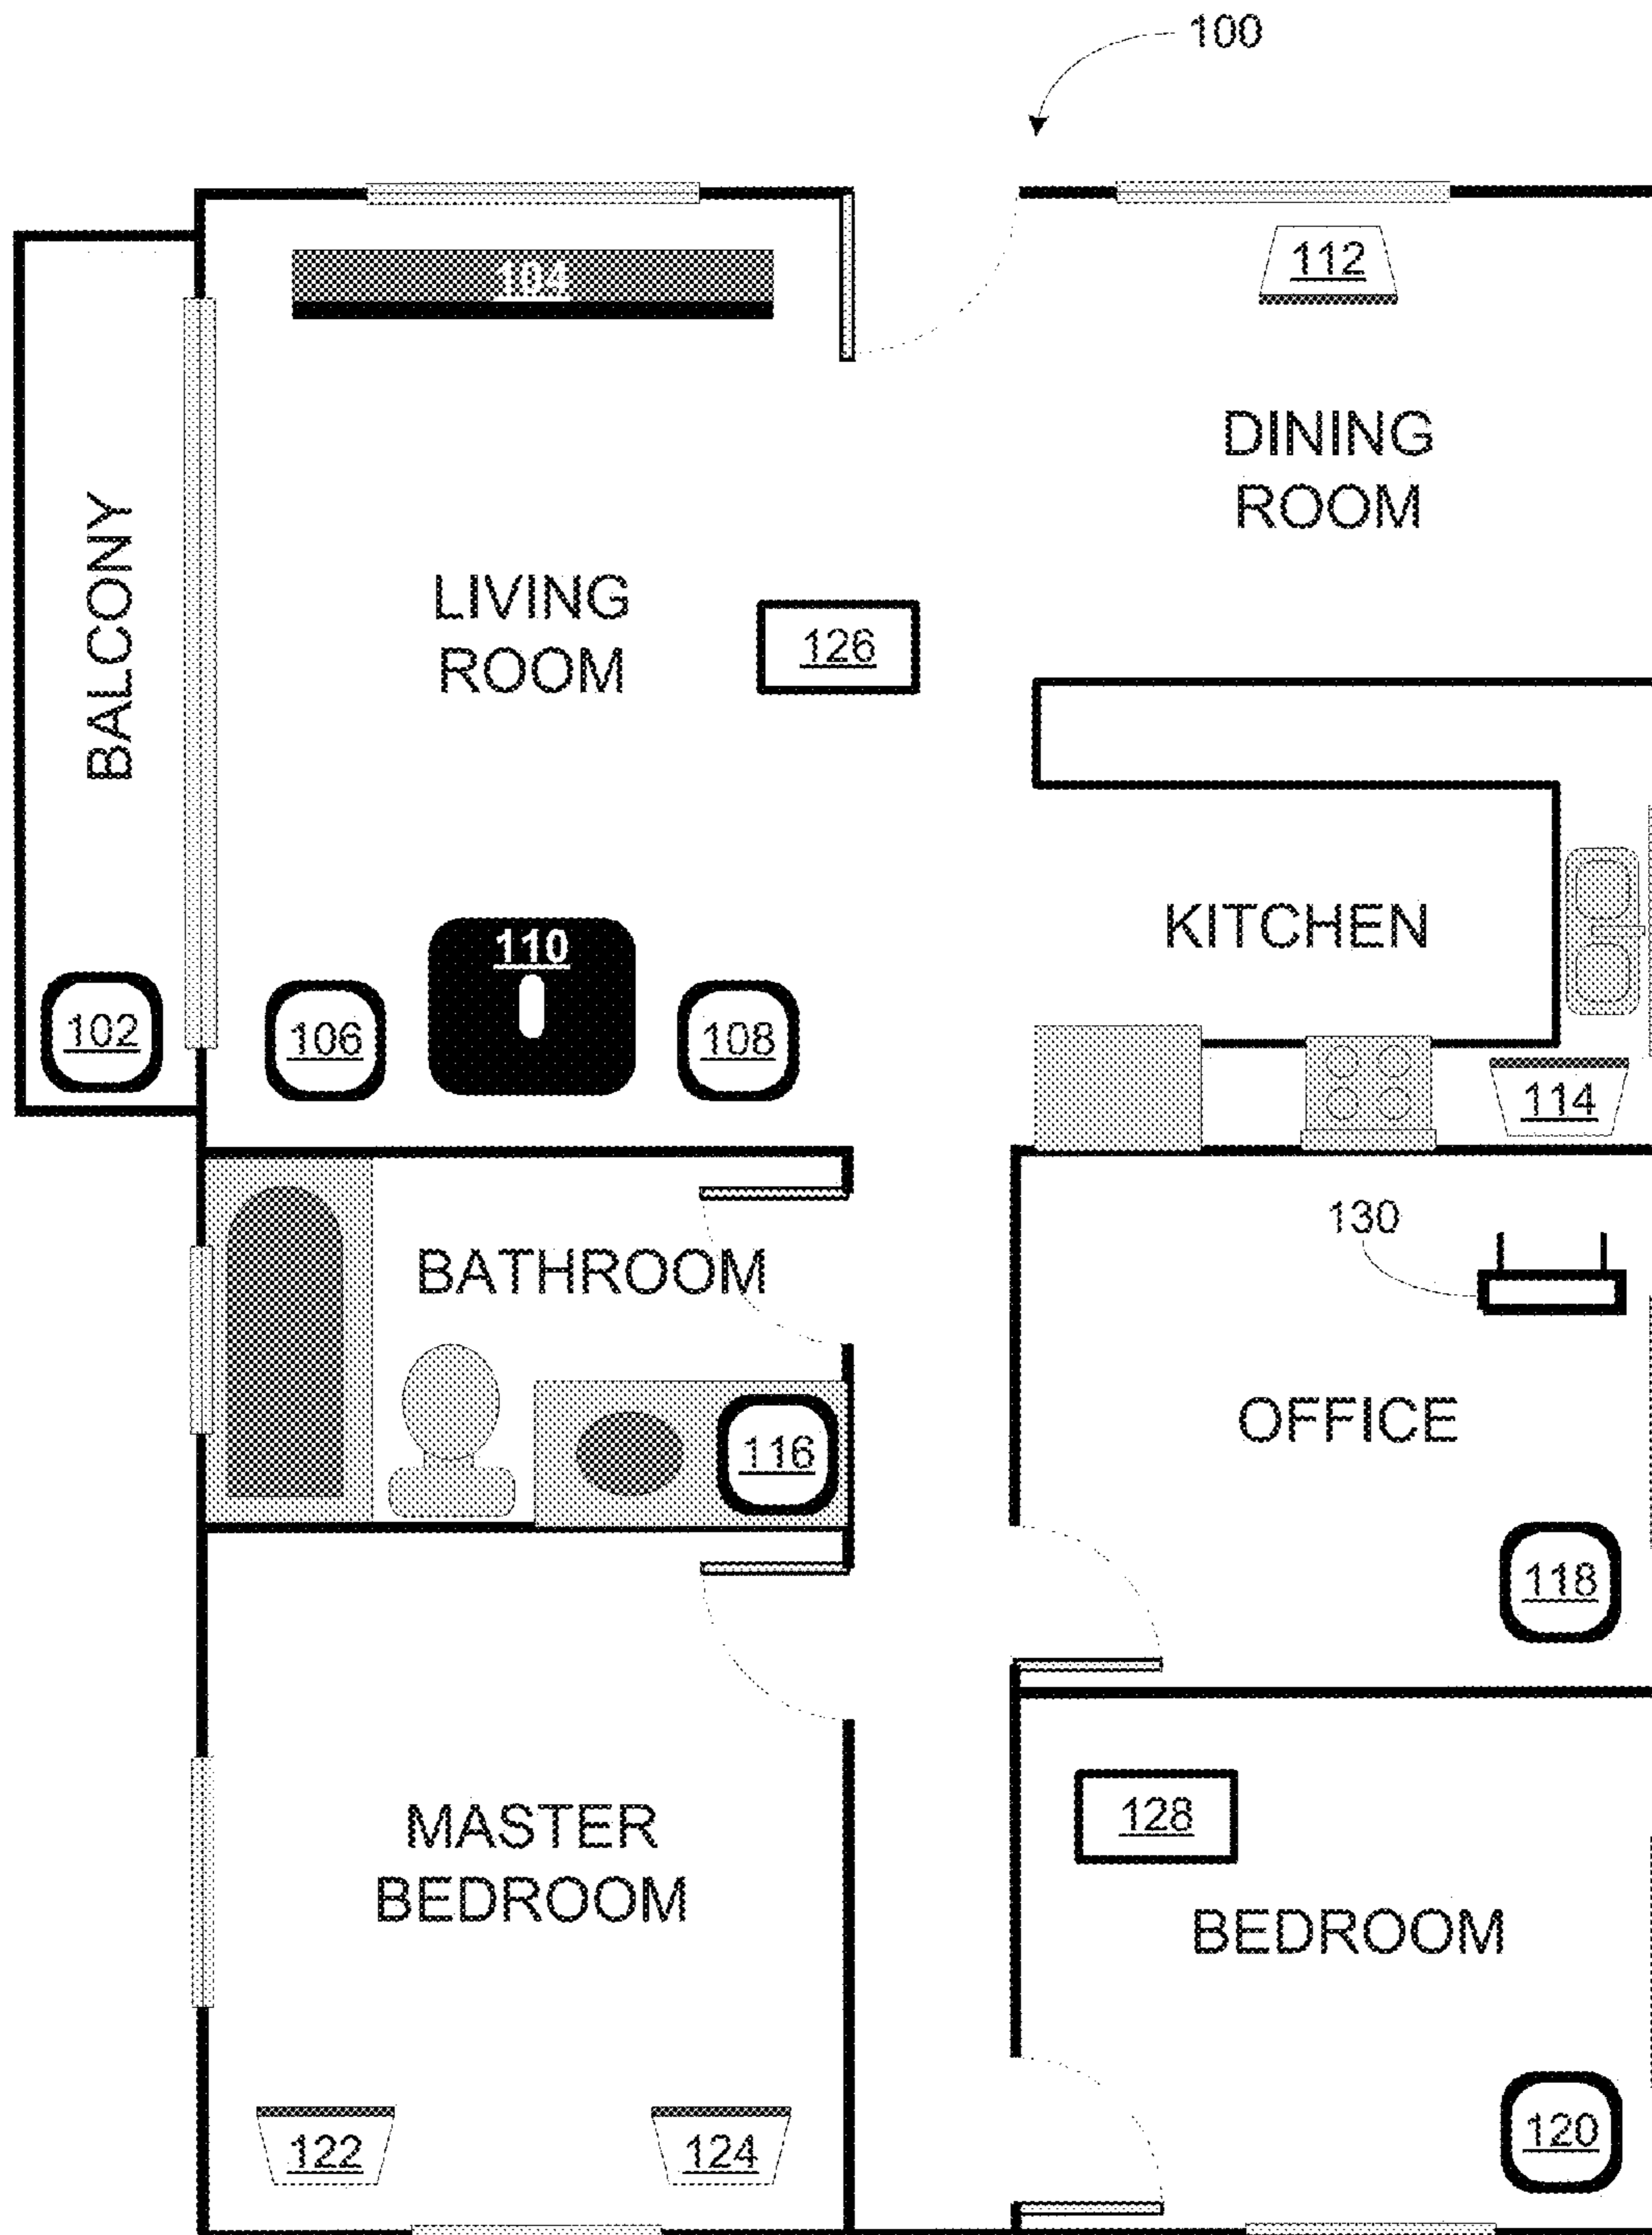 100
104
112
DINING
ROOM
BALCONY
LIVING
ROOM
126
KITCHEN
110
102
106
108
114
130
BATHROOM
OFFICE
116
118
MASTER
BEDROOM
128
BEDROOM
122
124
120